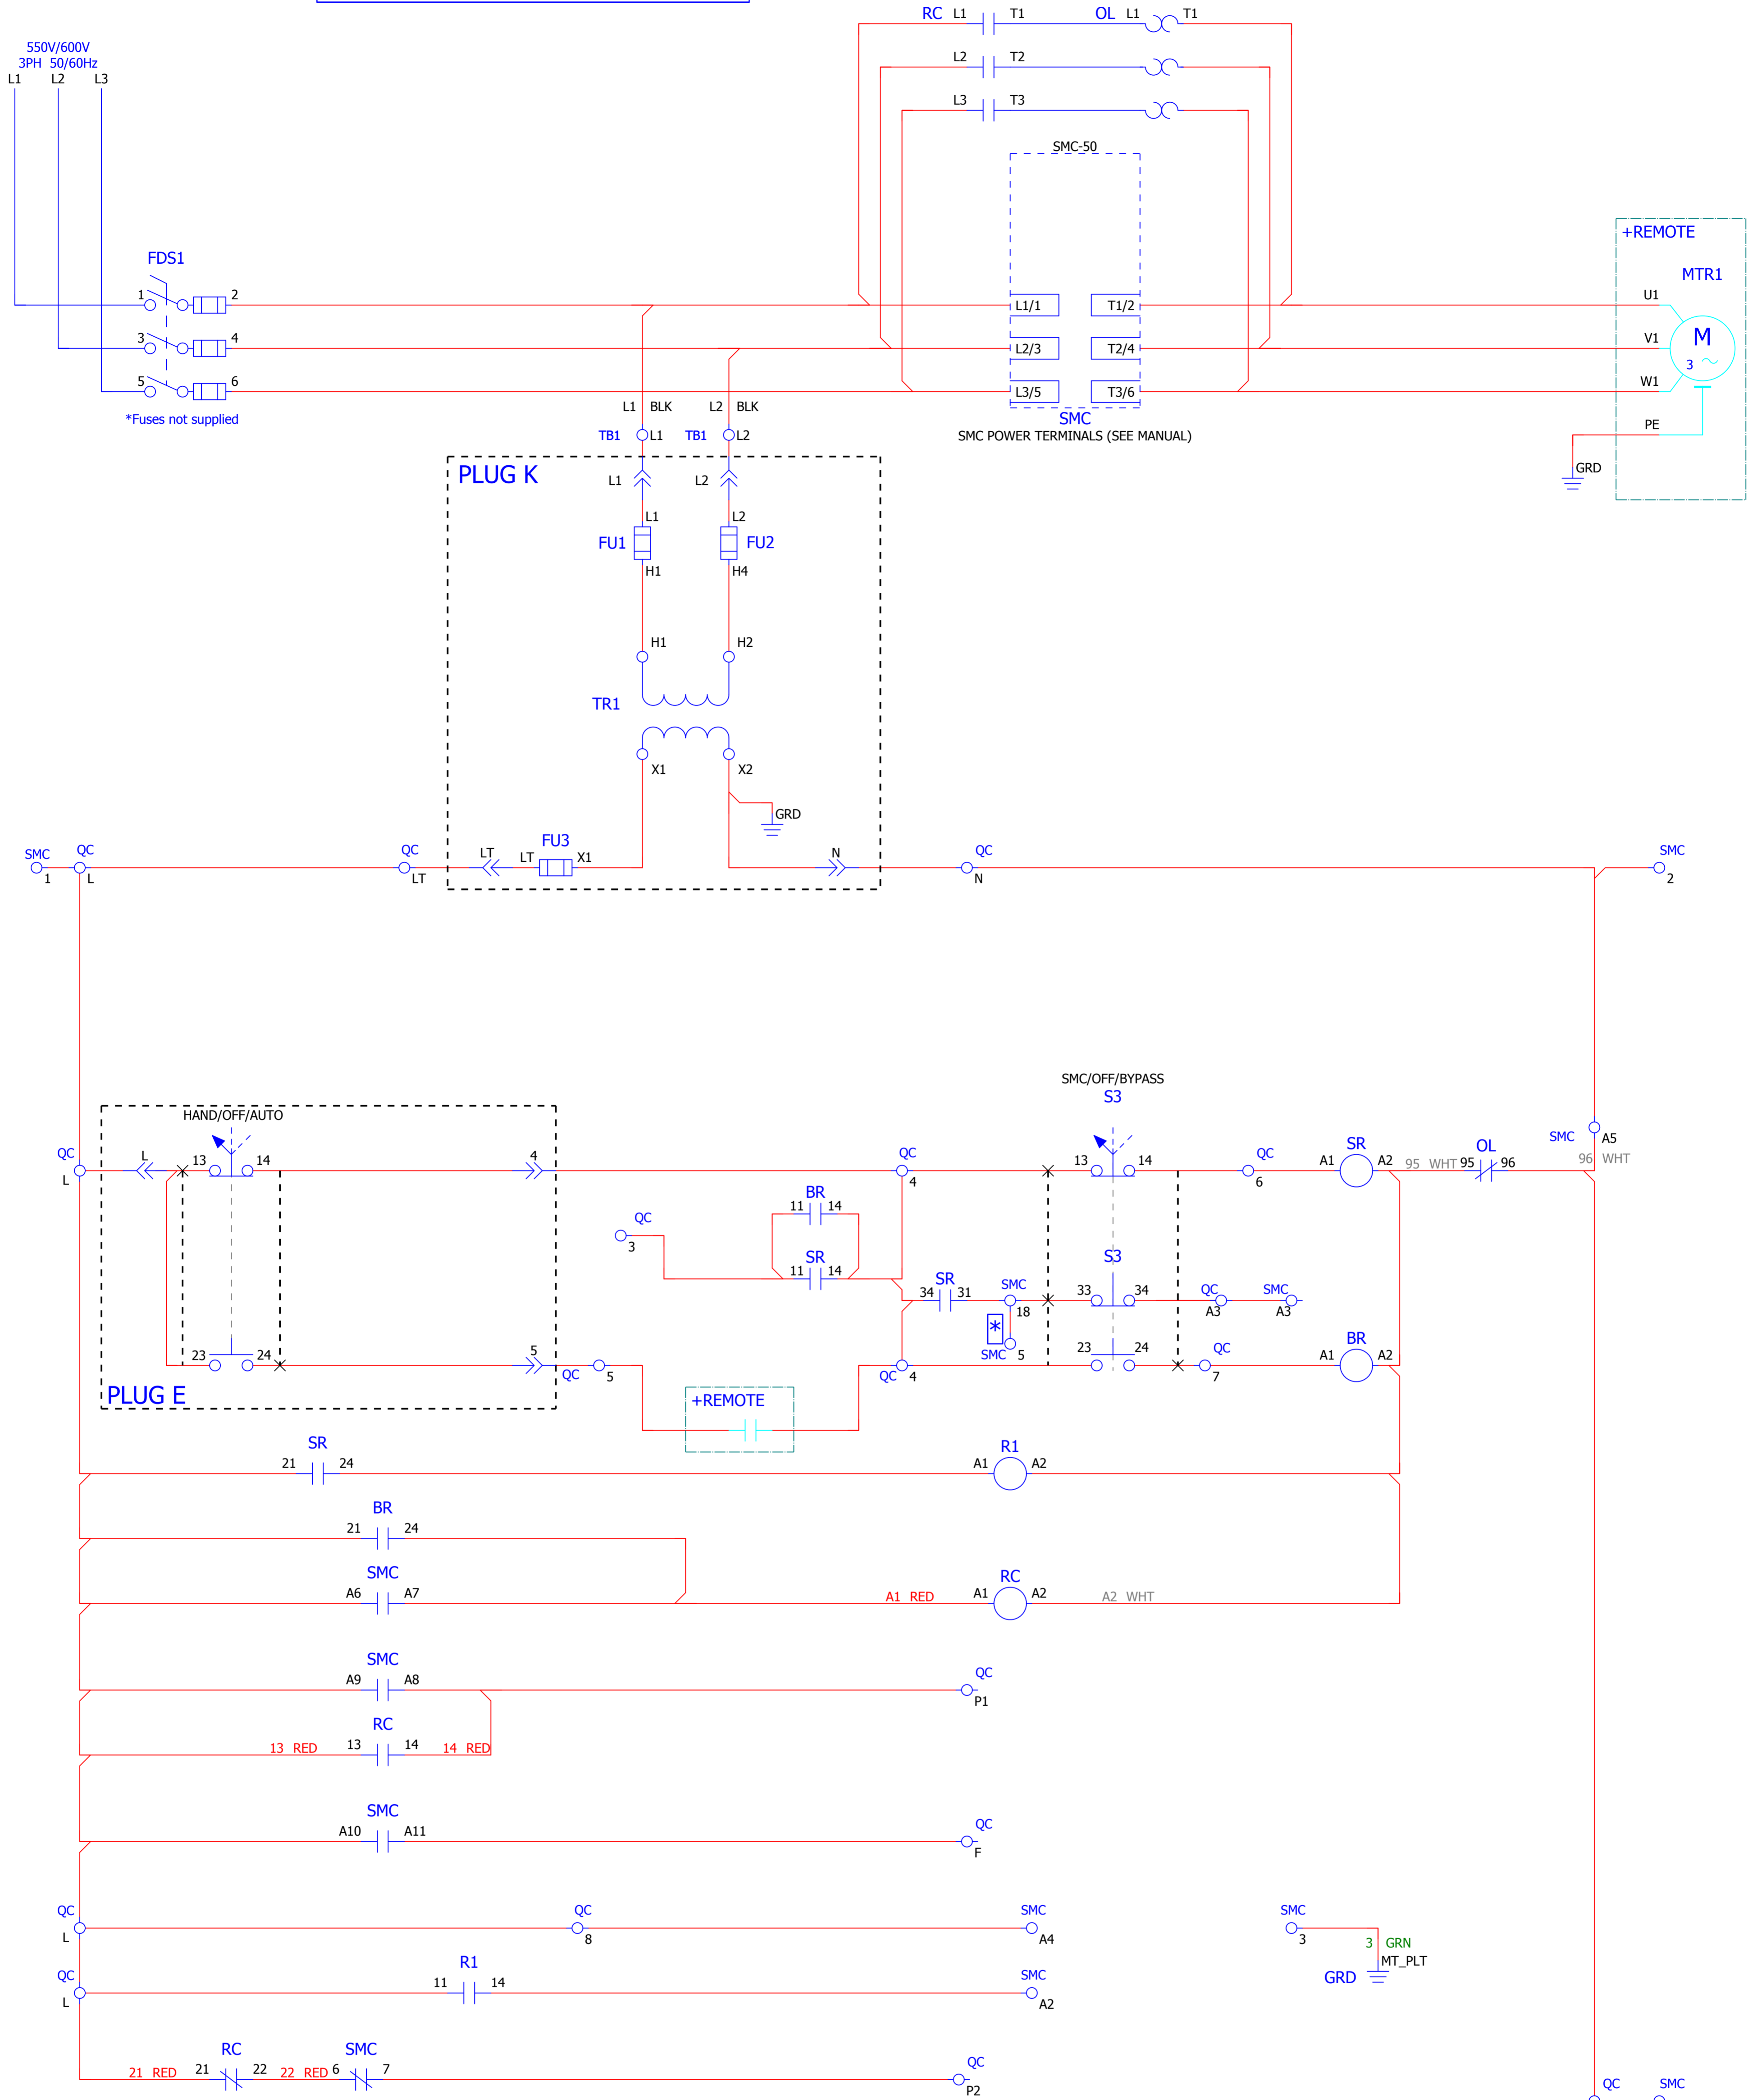 RC L1 T1 OL L1 T1
550V/600V
3PH 50/60Hz
L1 L2 L3
L2 T2
L3 T3
SMC-50
+REMOTE
FDS1
MTR1
1 2 L1/1 T1/2 U1
3 4 L2/3 T2/4 V1 M
3
5 6 L3/5 T3/6 W1
*Fuses not supplied
L1 BLK L2 BLK
SMC
PE
TB1 L1 TB1 L2
SMC POWER TERMINALS (SEE MANUAL)
GRD
PLUG K
L1 L2
L1 L2
FU1 FU2
H1 H4
H1 H2
TR1
X1 X2
GRD
FU3
SMC QC QC LT LT X1 N QC SMC
1 L LT N 2
SMC/OFF/BYPASS
S3
HAND/OFF/AUTO
SMC A5
QC L 13 14 4 QC 13 14 QC SR A1 A2 95 WHT 95 OL 96 96 WHT
L 4 6
BR
11 14
QC
3
SR
11 14
S3
SR
34 31 SMC 33 34 QC SMC
18 A3 A3
*
SMC 5
23 24 5 QC 5 QC 4 23 24 QC 7 BR A1 A2
PLUG E
+REMOTE
SR R1
21 24 A1 A2
BR
21 24
SMC RC
A6 A7 A1 RED A1 A2 A2 WHT
SMC QC
A9 A8 P1
RC
13 RED 13 14 14 RED
SMC QC
A10 A11 F
QC QC SMC SMC
L 8 A4 3
3 GRN
MT_PLT
GRD
QC R1 SMC
L 11 14 A2
RC SMC QC
21 RED 21 22 22 RED 6 7 P2
QC SMC